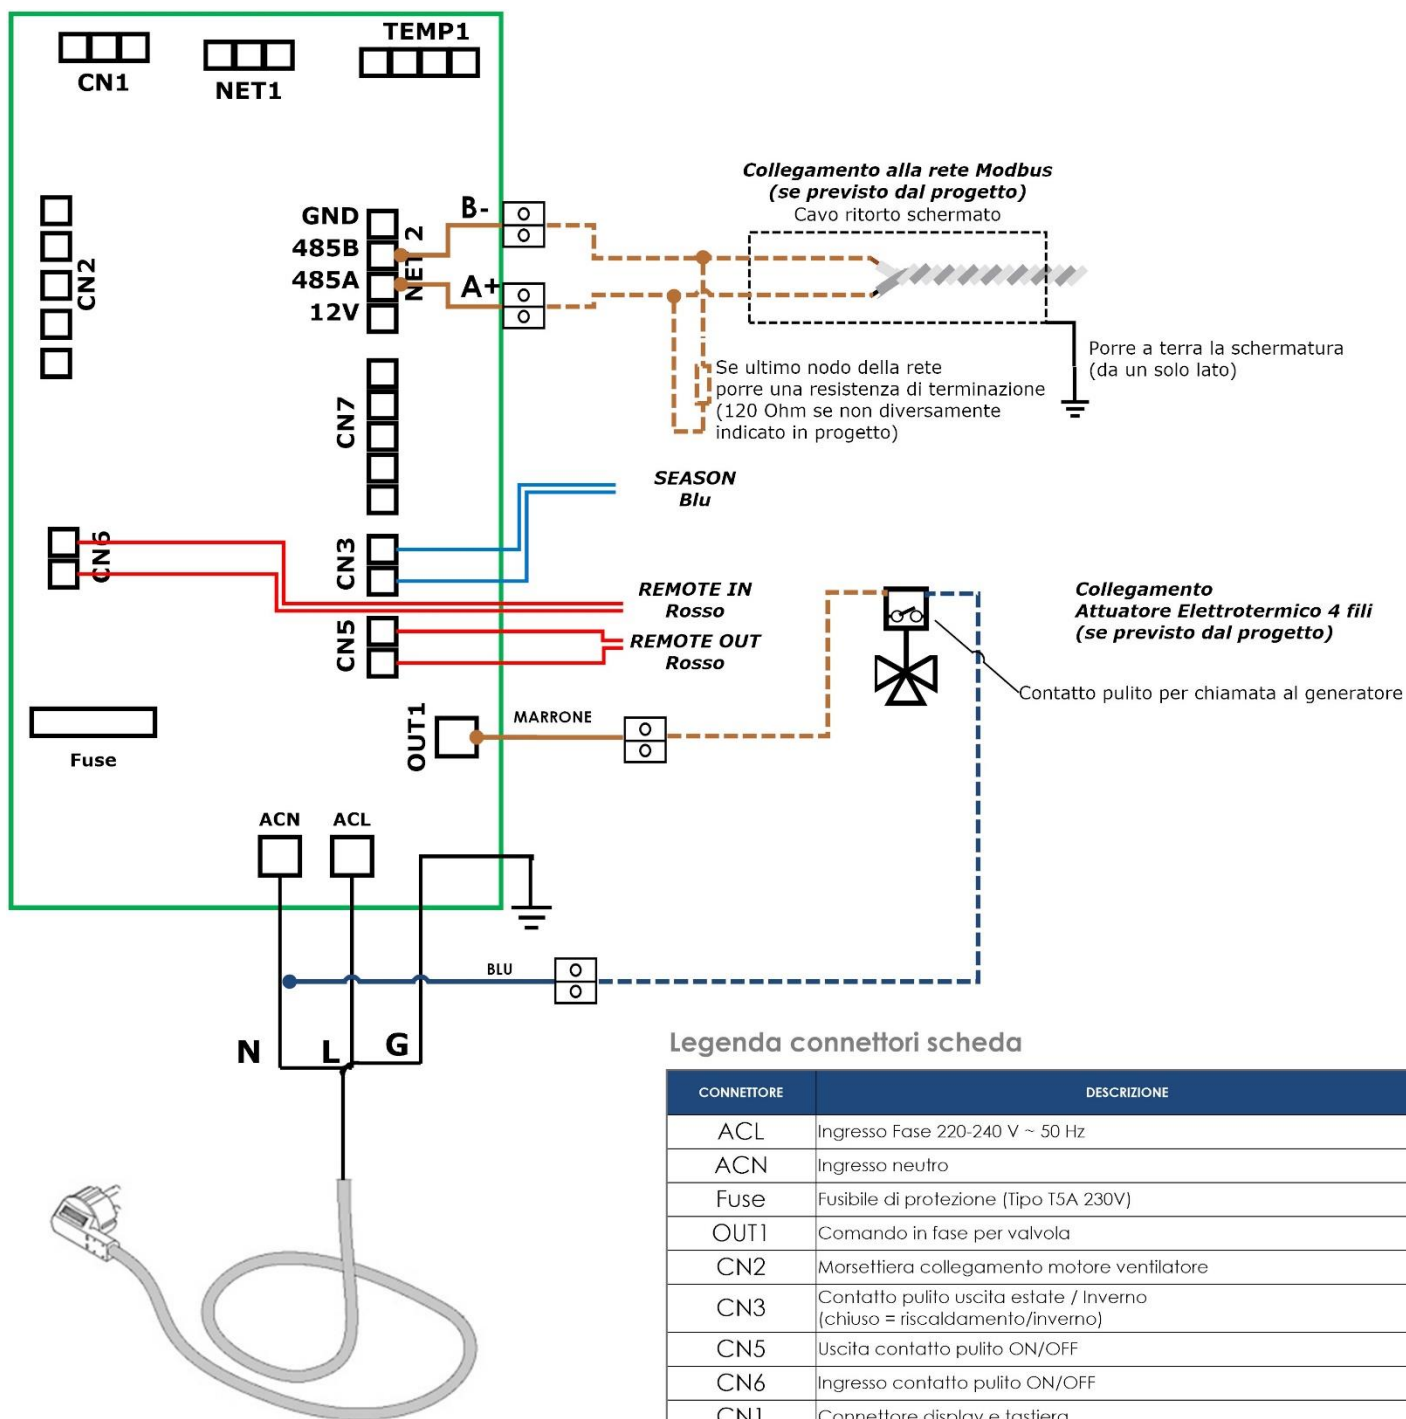 TEMP1
CN1
NET1
Collegamento alla rete Modbus
(se previsto dal progetto)
Cavo ritorto schermato
B-
GND
485B
485A
12V
NET 2
A+
CN2
Porre a terra la schermatura
(da un solo lato)
Se ultimo nodo della rete
porre una resistenza di terminazione
(120 Ohm se non diversamente
indicato in progetto)
CN7
SEASON
Blu
CN6
CN3
REMOTE IN
Rosso
CN5
REMOTE OUT
Rosso
Collegamento
Attuatore Elettrotermico 4 fili
(se previsto dal progetto)
Contatto pulito per chiamata al generatore
OUT1
MARRONE
Fuse
ACN
ACL
BLU
N
L
G
Legenda connettori scheda
CONNETTORE DESCRIZIONE
ACL Ingresso Fase 220-240 V ~ 50 Hz
ACN Ingresso neutro
Fuse Fusibile di protezione (Tipo T5A 230V)
OUT1 Comando in fase per valvola
CN2 Morsettiera collegamento motore ventilatore
CN3 Contatto pulito uscita estate / Inverno
(chiuso = riscaldamento/inverno)
CN5 Uscita contatto pulito ON/OFF
CN6 Ingresso contatto pulito ON/OFF
CN1 Connettore display e tastiera